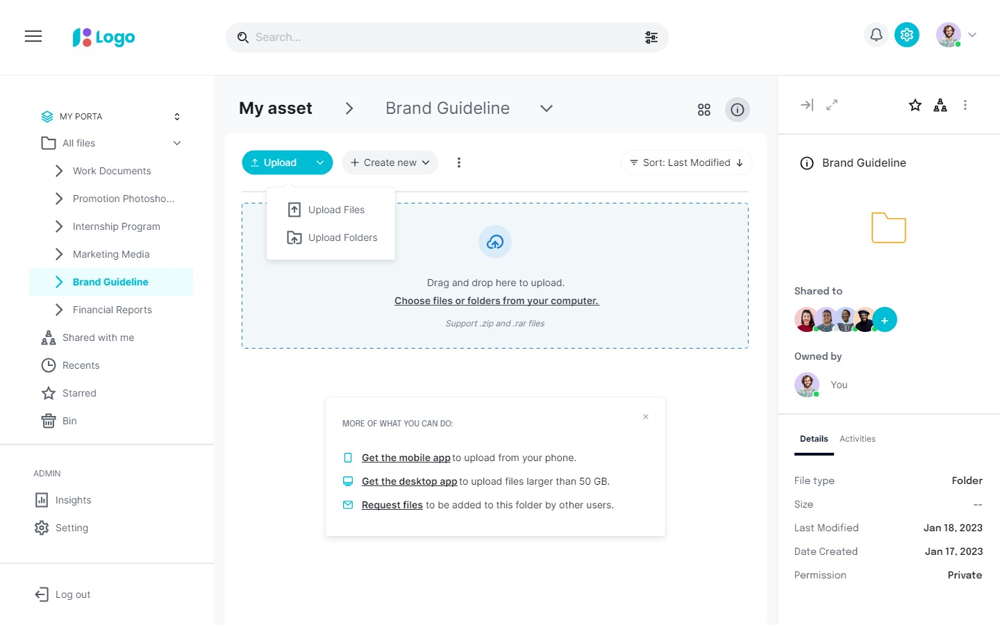 Logo
Search...
MY PORTA
All files
Work Documents
Promotion Photosho...
Internship Program
Marketing Media
Brand Guideline
Financial Reports
Shared with me
Recents
Starred
Bin
ADMIN
Insights
Setting
Log out
My asset
Brand Guideline
Upload
Create new
Sort: Last Modified
Upload Files
Upload Folders
Drag and drop here to upload.
Choose files or folders from your computer.
Support .zip and .rar files
MORE OF WHAT YOU CAN DO:
Get the mobile app to upload from your phone.
Get the desktop app to upload files larger than 50 GB.
Request files to be added to this folder by other users.
Brand Guideline
Shared to
+
Owned by
You
Details Activities
File type Folder
Size --
Last Modified Jan 18, 2023
Date Created Jan 17, 2023
Permission Private